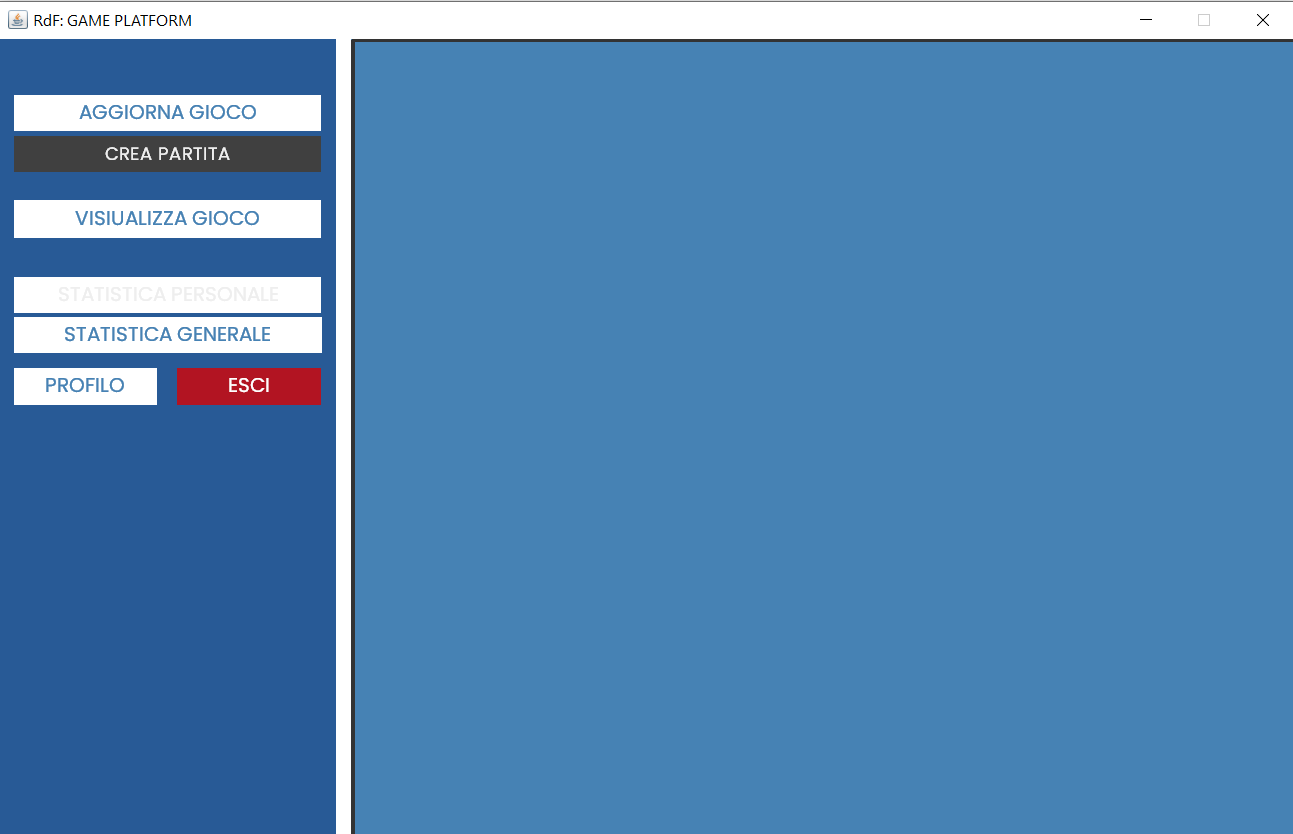 RdF: GAME PLATFORM
AGGIORNA GIOCO
CREA PARTITA
VISIUALIZZA GIOCO
STATISTICA PERSONALE
STATISTICA GENERALE
PROFILO
ESCI